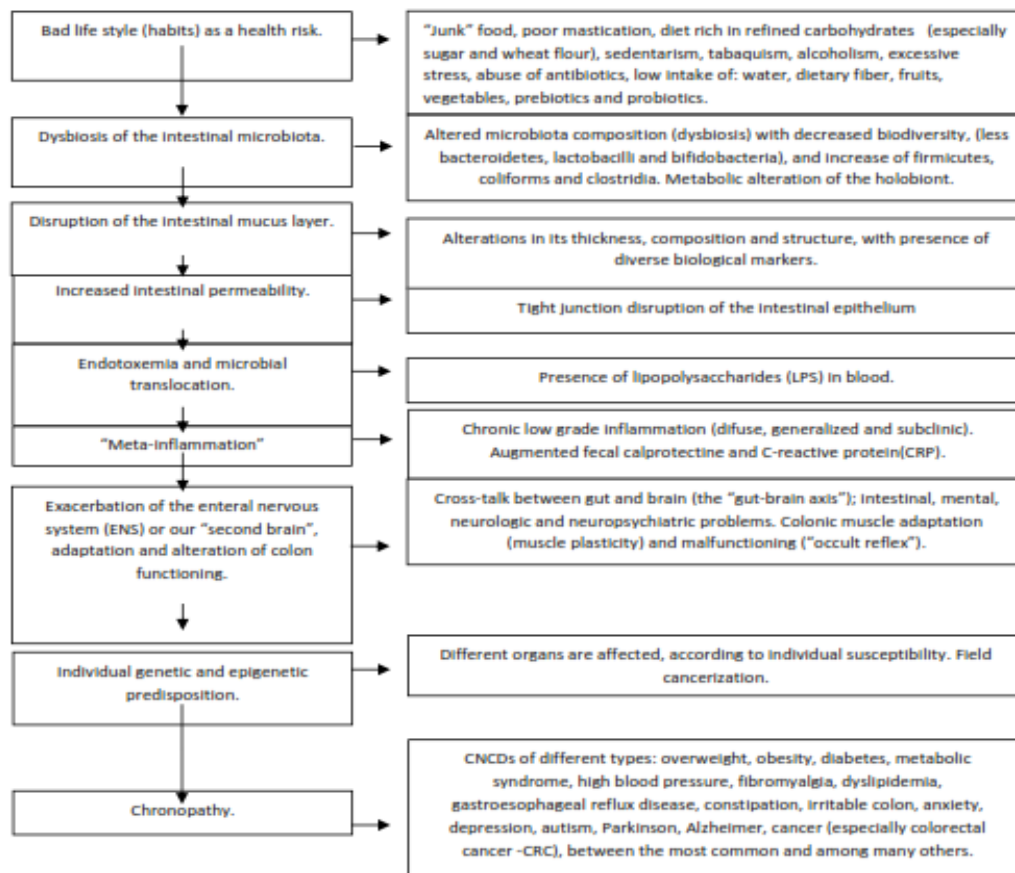 Bad life style (habits) as a health risk.
“Junk” food, poor mastication, diet rich in refined carbohydrates (especially
sugar and wheat flour), sedentarism, tabaquism, alcoholism, excessive
stress, abuse of antibiotics, low intake of: water, dietary fiber, fruits,
vegetables, prebiotics and probiotics.
Dysbiosis of the intestinal microbiota.
Altered microbiota composition (dysbiosis) with decreased biodiversity, (less
bacteroidetes, lactobacilli and bifidobacteria), and increase of firmicutes,
coliforms and clostridia. Metabolic alteration of the holobiont.
Disruption of the intestinal mucus layer.
Alterations in its thickness, composition and structure, with presence of
diverse biological markers.
Increased intestinal permeability.
Tight junction disruption of the intestinal epithelium
Endotoxemia and microbial
translocation.
Presence of lipopolysaccharides (LPS) in blood.
“Meta-inflammation”
Chronic low grade inflammation (difuse, generalized and subclinic).
Augmented fecal calprotectine and C-reactive protein(CRP).
Exacerbation of the enteral nervous
system (ENS) or our “second brain”,
adaptation and alteration of colon
functioning.
Cross-talk between gut and brain (the “gut-brain axis”); intestinal, mental,
neurologic and neuropsychiatric problems. Colonic muscle adaptation
(muscle plasticity) and malfunctioning (“occult reflex”).
Individual genetic and epigenetic
predisposition.
Different organs are affected, according to individual susceptibility. Field
cancerization.
Chronopathy.
CNCDs of different types: overweight, obesity, diabetes, metabolic
syndrome, high blood pressure, fibromyalgia, dyslipidemia,
gastroesophageal reflux disease, constipation, irritable colon, anxiety,
depression, autism, Parkinson, Alzheimer, cancer (especially colorectal
cancer -CRC), between the most common and among many others.